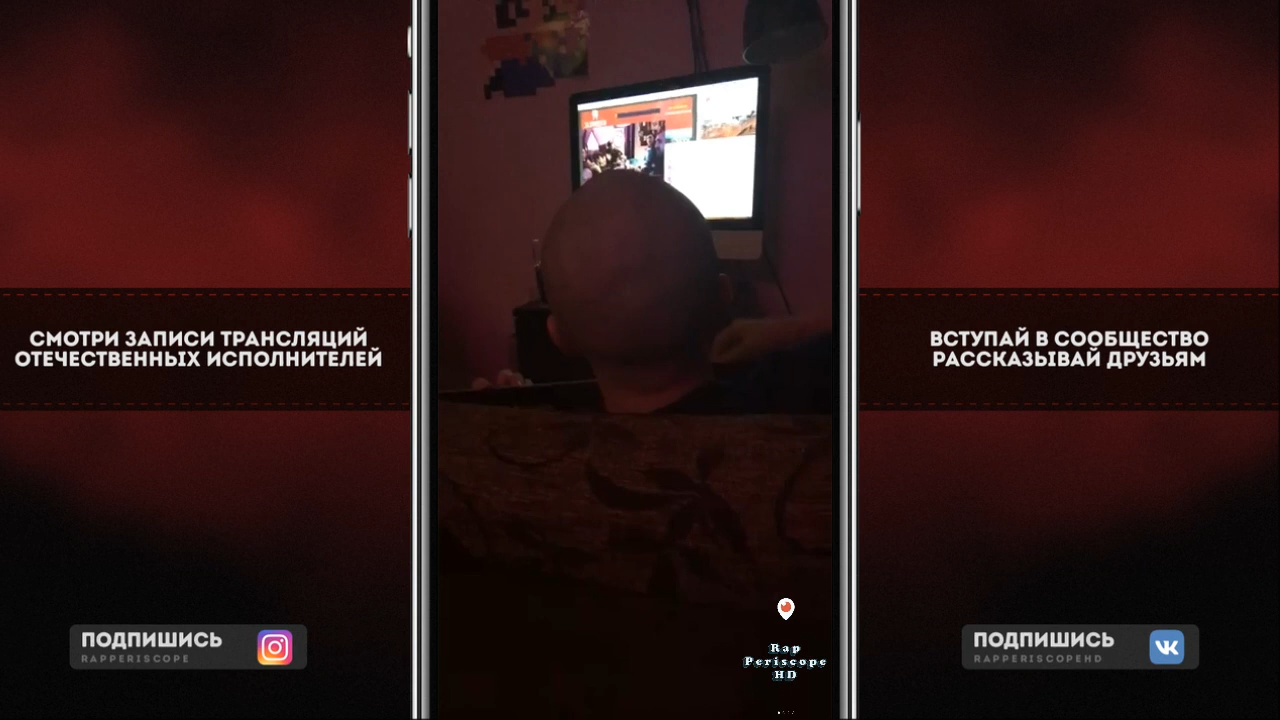 СМОТРИ ЗАПИСИ ТРАНСЛЯЦИЙ
ОТЕЧЕСТВЕННЫХ ИСПОЛНИТЕЛЕЙ
ВСТУПАЙ В СООБЩЕСТВО
РАССКАЗЫВАЙ ДРУЗЬЯМ
ПОДПИШИСЬ
RAPPERISCOPE
Rap
Periscope
HD
ПОДПИШИСЬ
RAPPERISCOPEHD